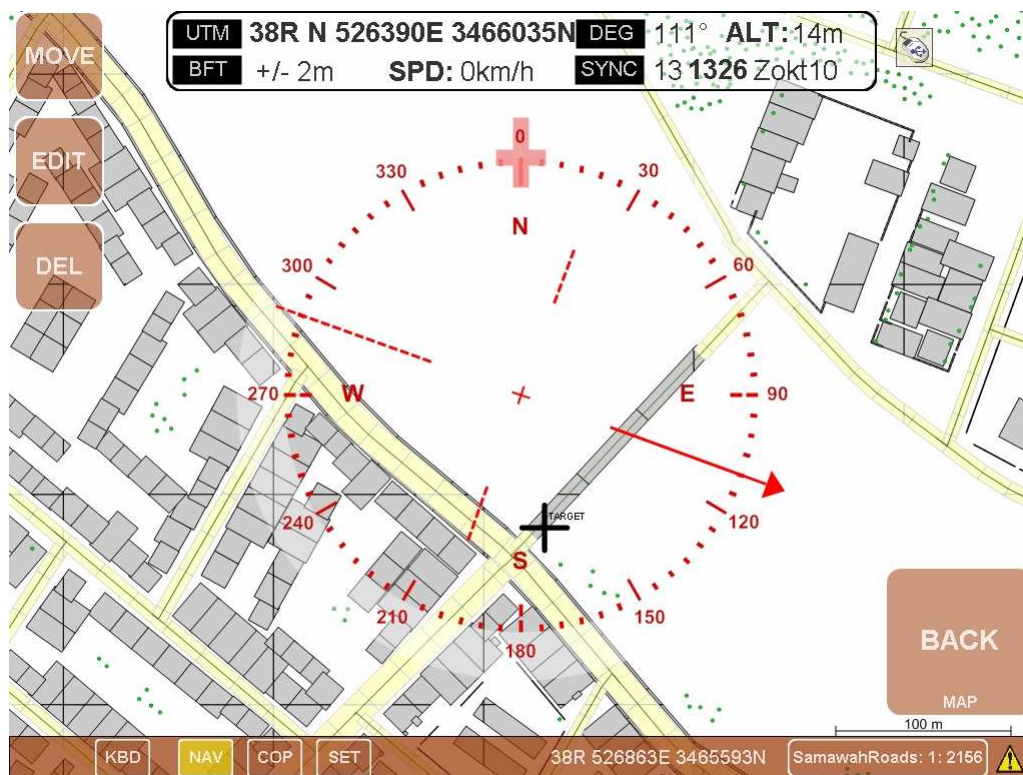 MOVE
EDIT
DEL
UTM 38R N 526390E 3466035N DEG 111° ALT: 14m
BFT +/- 2m SPD: 0km/h SYNC 13 1326 Zokt10
0
330 30
N
300 60
W E
270 90
TARGET
240 120
S
210 150
180
BACK
MAP
100 m
KBD NAV COP SET 38R 526863E 3465593N SamawahRoads: 1: 2156